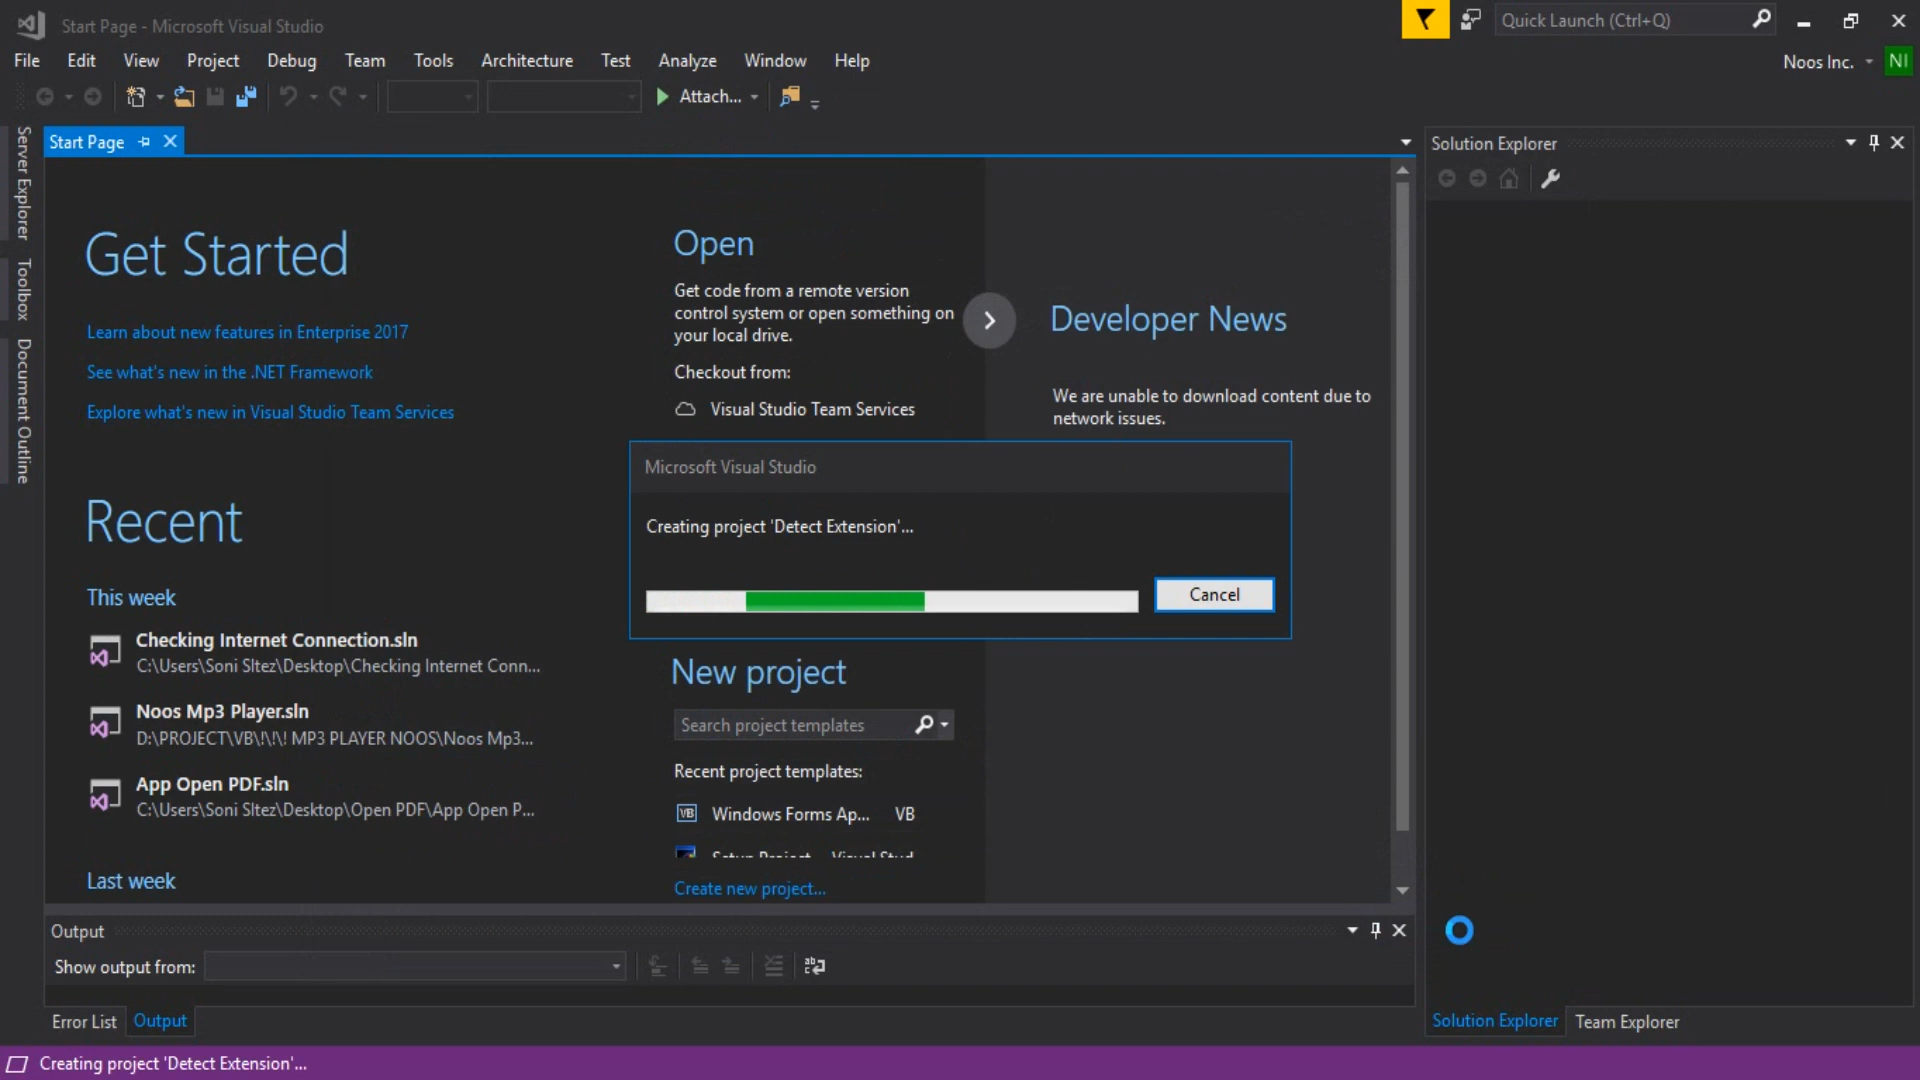 Start Page - Microsoft Visual Studio
Quick Launch (Ctrl+Q)
File Edit View Project Debug Team Tools Architecture Test Analyze Window Help
Noos Inc. NI
Attach...
Server Explorer
Toolbox
Document Outline
Start Page
Get Started
Learn about new features in Enterprise 2017
See what's new in the .NET Framework
Explore what's new in Visual Studio Team Services
Recent
This week
Checking Internet Connection.sln
C:\Users\Soni Sltez\Desktop\Checking Internet Conn...
Noos Mp3 Player.sln
D:\PROJECT\VB\!\!\! MP3 PLAYER NOOS\Noos Mp3...
App Open PDF.sln
C:\Users\Soni Sltez\Desktop\Open PDF\App Open P...
Last week
Open
Get code from a remote version
control system or open something on
your local drive.
Checkout from:
Visual Studio Team Services
Developer News
We are unable to download content due to
network issues.
Microsoft Visual Studio
Creating project 'Detect Extension'...
Cancel
New project
Search project templates
Recent project templates:
VB Windows Forms Ap... VB
Setup Project Visual Stud
Create new project...
Solution Explorer
Output
Show output from:
Error List Output
Solution Explorer Team Explorer
Creating project 'Detect Extension'...